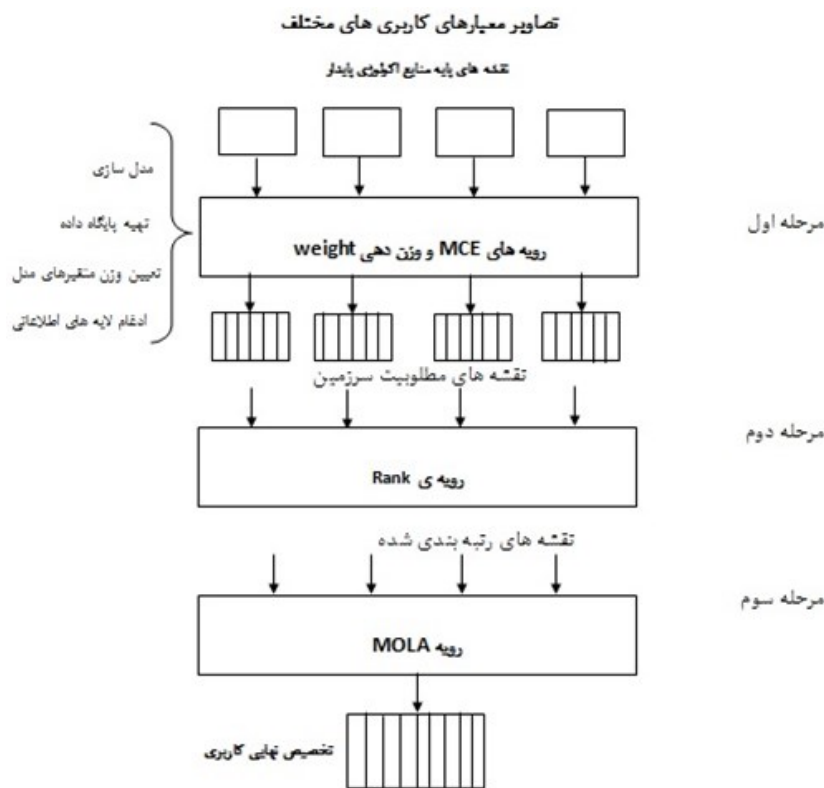 تصاویر معیارهای کاربری های مختلف
نقشه های پایه منابع اکولوژی پایدار
مدل سازی
تهیه پایگاه داده
تعیین وزن متغیرهای مدل
ادغام لایه های اطلاعاتی
رویه های MCE و وزن دهی weight
مرحله اول
نقشه های مطلوبیت سرزمین
مرحله دوم
رویه ی Rank
نقشه های رتبه بندی شده
مرحله سوم
رویه MOLA
تخصیص نهایی کاربری